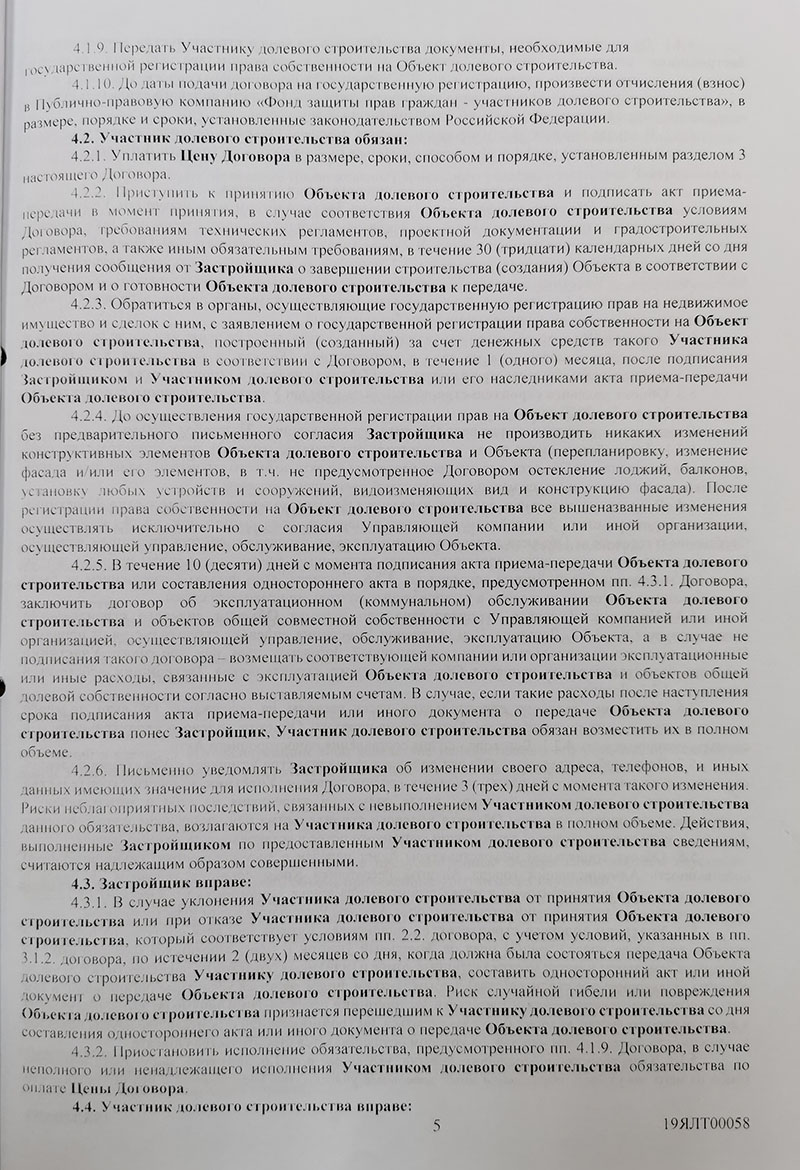 4.1.9. Передать Участнику долевого строительства документы, необходимые для
государственной регистрации права собственности на Объект долевого строительства.
4.1.10. До даты подачи договора на государственную регистрацию, произвести отчисления (взнос)
в Публично-правовую компанию «Фонд защиты прав граждан - участников долевого строительства», в
размере, порядке и сроки, установленные законодательством Российской Федерации.
4.2. Участник долевого строительства обязан:
4.2.1. Уплатить Цену Договора в размере, сроки, способом и порядке, установленным разделом 3
настоящего Договора.
4.2.2. Приступить к принятию Объекта долевого строительства и подписать акт приема-
передачи в момент принятия, в случае соответствия Объекта долевого строительства условиям
Договора, требованиям технических регламентов, проектной документации и градостроительных
регламентов, а также иным обязательным требованиям, в течение 30 (тридцати) календарных дней со дня
получения сообщения от Застройщика о завершении строительства (создания) Объекта в соответствии с
Договором и о готовности Объекта долевого строительства к передаче.
4.2.3. Обратиться в органы, осуществляющие государственную регистрацию прав на недвижимое
имущество и сделок с ним, с заявлением о государственной регистрации права собственности на Объект
долевого строительства, построенный (созданный) за счет денежных средств такого Участника
долевого строительства в соответствии с Договором, в течение 1 (одного) месяца, после подписания
Застройщиком и Участником долевого строительства или его наследниками акта приема-передачи
Объекта долевого строительства.
4.2.4. До осуществления государственной регистрации прав на Объект долевого строительства
без предварительного письменного согласия Застройщика не производить никаких изменений
конструктивных элементов Объекта долевого строительства и Объекта (перепланировку, изменение
фасада и/или его элементов, в т.ч. не предусмотренное Договором остекление лоджий, балконов,
установку любых устройств и сооружений, видоизменяющих вид и конструкцию фасада). После
регистрации права собственности на Объект долевого строительства все вышеназванные изменения
осуществлять исключительно с согласия Управляющей компании или иной организации,
осуществляющей управление, обслуживание, эксплуатацию Объекта.
4.2.5. В течение 10 (десяти) дней с момента подписания акта приема-передачи Объекта долевого
строительства или составления одностороннего акта в порядке, предусмотренном пп. 4.3.1. Договора,
заключить договор об эксплуатационном (коммунальном) обслуживании Объекта долевого
строительства и объектов общей совместной собственности с Управляющей компанией или иной
организацией, осуществляющей управление, обслуживание, эксплуатацию Объекта, а в случае не
подписания такого договора – возмещать соответствующей компании или организации эксплуатационные
или иные расходы, связанные с эксплуатацией Объекта долевого строительства и объектов общей
долевой собственности согласно выставляемым счетам. В случае, если такие расходы после наступления
срока подписания акта приема-передачи или иного документа о передаче Объекта долевого
строительства понес Застройщик, Участник долевого строительства обязан возместить их в полном
объеме.
4.2.6. Письменно уведомлять Застройщика об изменении своего адреса, телефонов, и иных
данных имеющих значение для исполнения Договора, в течение 3 (трех) дней с момента такого изменения.
Риски неблагоприятных последствий, связанных с невыполнением Участником долевого строительства
данного обязательства, возлагаются на Участника долевого строительства в полном объеме. Действия,
выполненные Застройщиком по предоставленным Участником долевого строительства сведениям,
считаются надлежащим образом совершенными.
4.3. Застройщик вправе:
4.3.1. В случае уклонения Участника долевого строительства от принятия Объекта долевого
строительства или при отказе Участника долевого строительства от принятия Объекта долевого
строительства, который соответствует условиям пп. 2.2. договора, с учетом условий, указанных в пп.
3.1.2. договора, по истечении 2 (двух) месяцев со дня, когда должна была состояться передача Объекта
долевого строительства Участнику долевого строительства, составить односторонний акт или иной
документ о передаче Объекта долевого строительства. Риск случайной гибели или повреждения
Объекта долевого строительства признается перешедшим к Участнику долевого строительства со дня
составления одностороннего акта или иного документа о передаче Объекта долевого строительства.
4.3.2. Приостановить исполнение обязательства, предусмотренного пп. 4.1.9. Договора, в случае
неполного или ненадлежащего исполнения Участником долевого строительства обязательства по
оплате Цены Договора.
4.4. Участник долевого строительства вправе:
5
19ЯЛТ00058